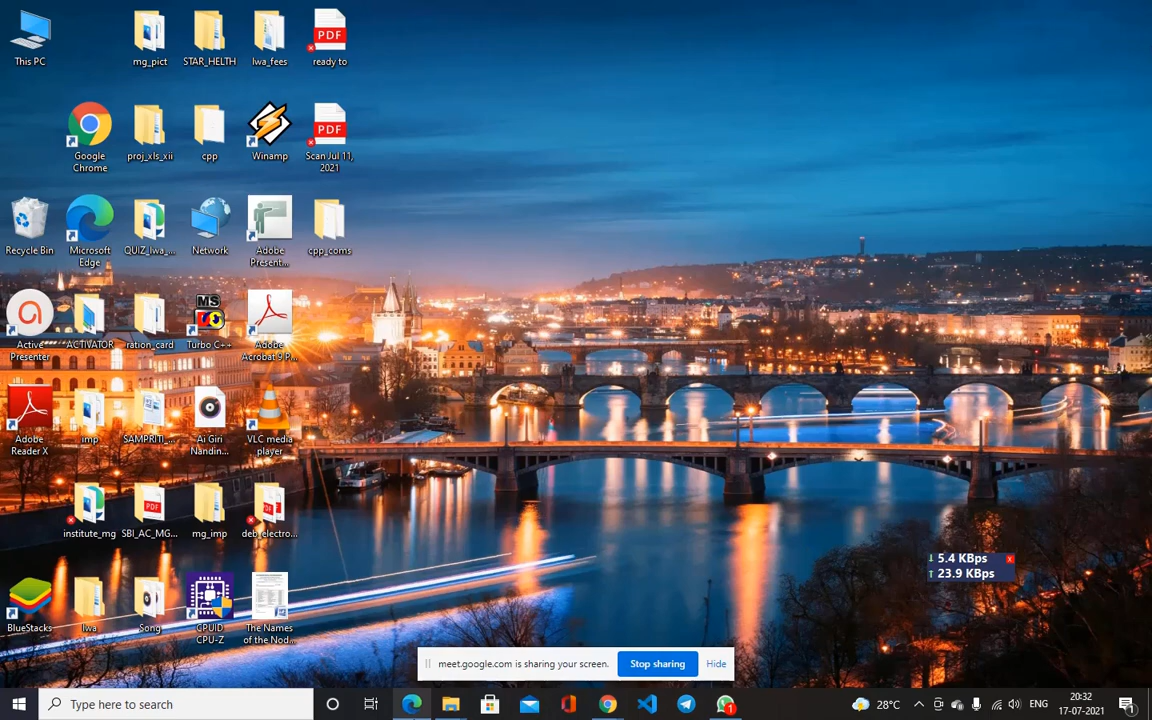 This PC
mg_pict
STAR_HELTH
lwa_fees
PDF
ready to
Google
Chrome
proj_xls_xii
cpp
Winamp
PDF
Scan Jul 11,
2021
Recycle Bin
Microsoft
Edge
QUIZ_lwa_...
Network
Adobe
Present...
cpp_coms
Active
Presenter
ACTIVATOR
ration_card
MS
Turbo C++
Adobe
Acrobat 9 P...
Adobe
Reader X
imp
SAMPRITI_...
Ai Giri
Nandin...
VLC media
player
institute_mg
PDF
SBI_AC_MG...
mg_imp
deb_electro...
BlueStacks
lwa
Song
CPUID
CPU-Z
The Names
of the Nod...
↓ 5.4 KBps
x
↑ 23.9 KBps
meet.google.com is sharing your screen.
Stop sharing
Hide
Type here to search
1
28°C
ENG
20:32
17-07-2021
1